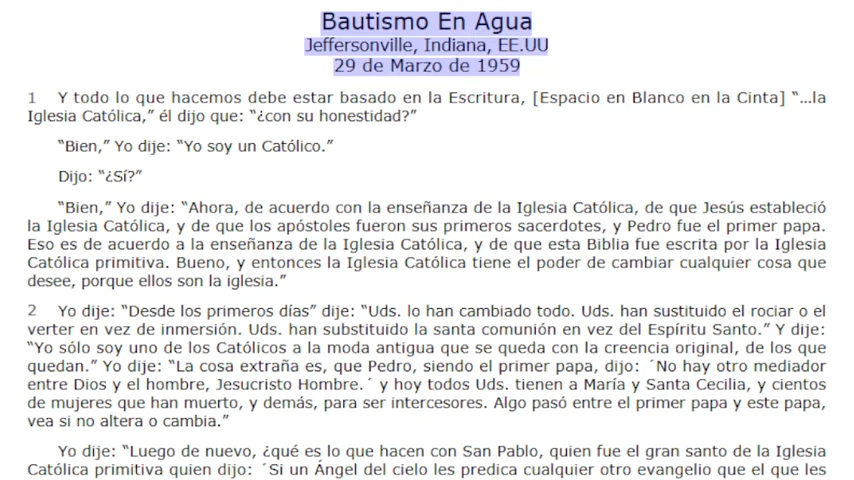 Bautismo En Agua
Jeffersonville, Indiana, EE.UU
29 de Marzo de 1959
1 Y todo lo que hacemos debe estar basado en la Escritura, [Espacio en Blanco en la Cinta] “...la
Iglesia Católica,” él dijo que: “¿con su honestidad?”
“Bien,” Yo dije: “Yo soy un Católico.”
Dijo: “¿Sí?”
“Bien,” Yo dije: “Ahora, de acuerdo con la enseñanza de la Iglesia Católica, de que Jesús estableció
la Iglesia Católica, y de que los apóstoles fueron sus primeros sacerdotes, y Pedro fue el primer papa.
Eso es de acuerdo a la enseñanza de la Iglesia Católica, y de que esta Biblia fue escrita por la Iglesia
Católica primitiva. Bueno, y entonces la Iglesia Católica tiene el poder de cambiar cualquier cosa que
desee, porque ellos son la iglesia.”
2 Yo dije: “Desde los primeros días” dije: “Uds. lo han cambiado todo. Uds. han sustituido el rociar o el
verter en vez de inmersión. Uds. han substituido la santa comunión en vez del Espíritu Santo.” Y dije:
“Yo sólo soy uno de los Católicos a la moda antigua que se queda con la creencia original, de los que
quedan.” Yo dije: “La cosa extraña es, que Pedro, siendo el primer papa, dijo: ´No hay otro mediador
entre Dios y el hombre, Jesucristo Hombre.´ y hoy todos Uds. tienen a María y Santa Cecilia, y cientos
de mujeres que han muerto, y demás, para ser intercesores. Algo pasó entre el primer papa y este papa,
vea si no altera o cambia.”
Yo dije: “Luego de nuevo, ¿qué es lo que hacen con San Pablo, quien fue el gran santo de la Iglesia
Católica primitiva quien dijo: ´Si un Ángel del cielo les predica cualquier otro evangelio que el que les